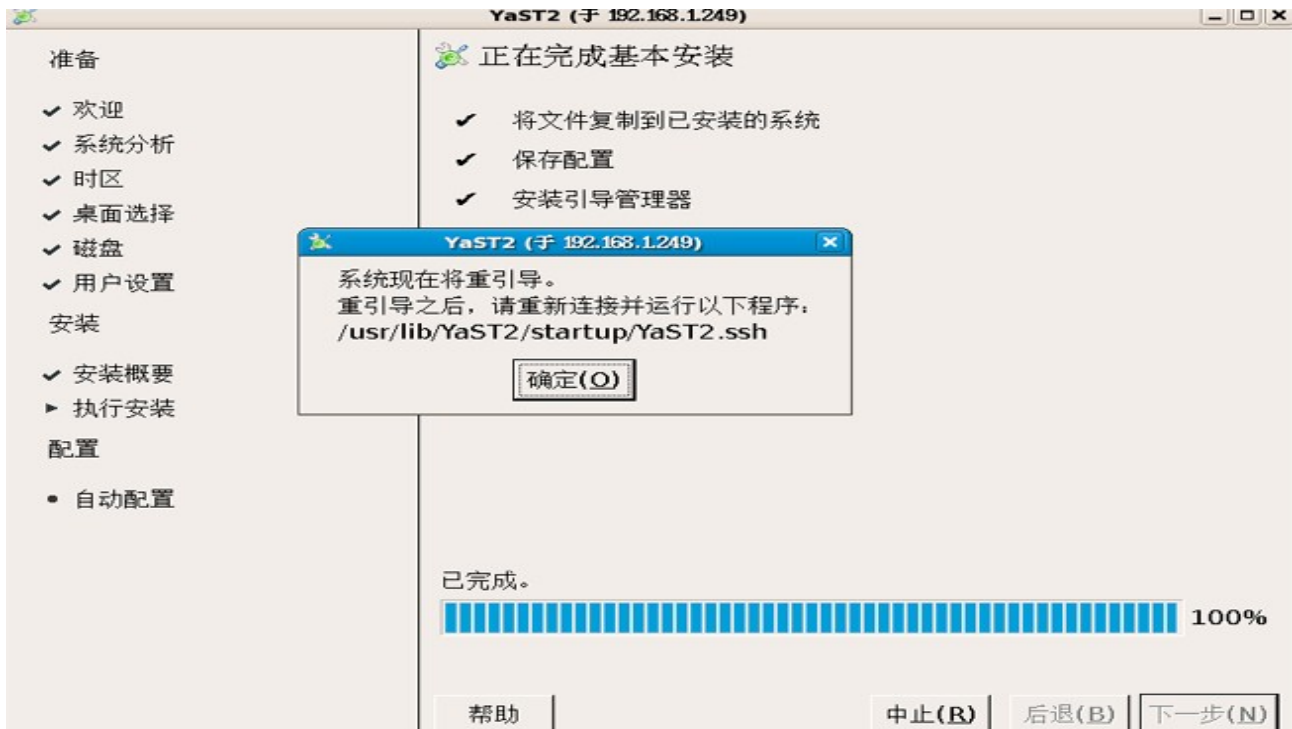 YaST2 (于 192.168.1.249)
准备
欢迎
系统分析
时区
桌面选择
磁盘
用户设置
安装
安装概要
执行安装
配置
自动配置
正在完成基本安装
将文件复制到已安装的系统
保存配置
安装引导管理器
YaST2 (于 192.168.1.249)
系统现在将重引导。
重引导之后，请重新连接并运行以下程序：
/usr/lib/YaST2/startup/YaST2.ssh
确定(O)
已完成。
100%
帮助
中止(R)
后退(B)
下一步(N)